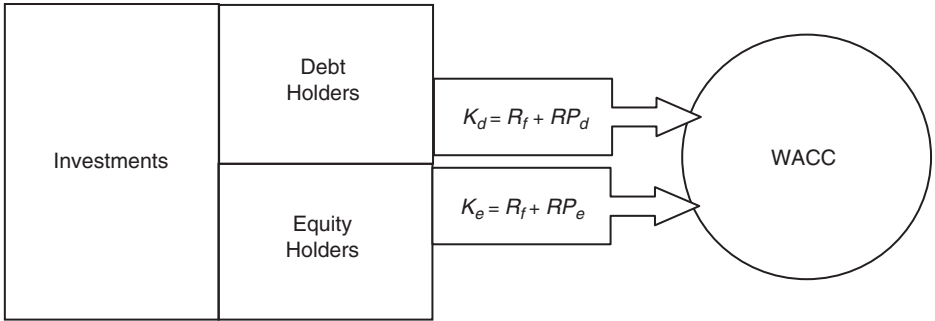 Investments
Debt
Holders
Equity
Holders
K_d = R_f + RP_d
K_e = R_f + RP_e
WACC